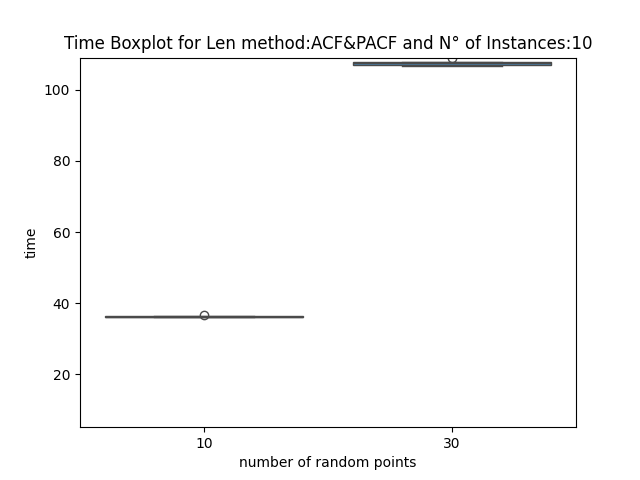 Time Boxplot for Len method:ACF&PACF and N° of Instances:10
100
80
60
40
20
time
10
30
number of random points